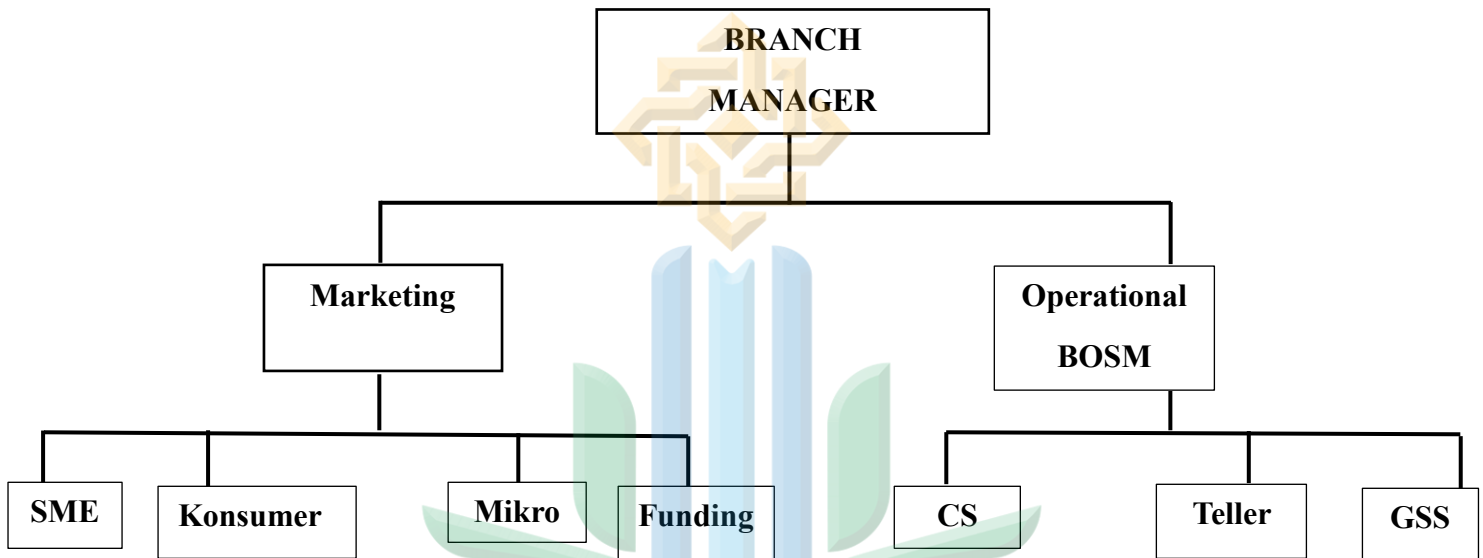 BRANCH
MANAGER
Marketing
Operational
BOSM
SME
Konsumer
Mikro
Funding
CS
Teller
GSS